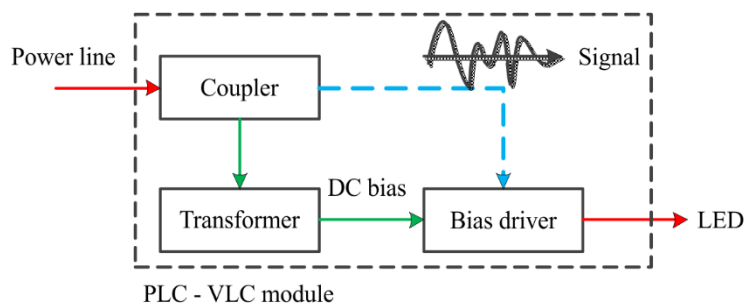 Power line
Coupler
Signal
DC bias
Transformer
Bias driver
LED
PLC - VLC module